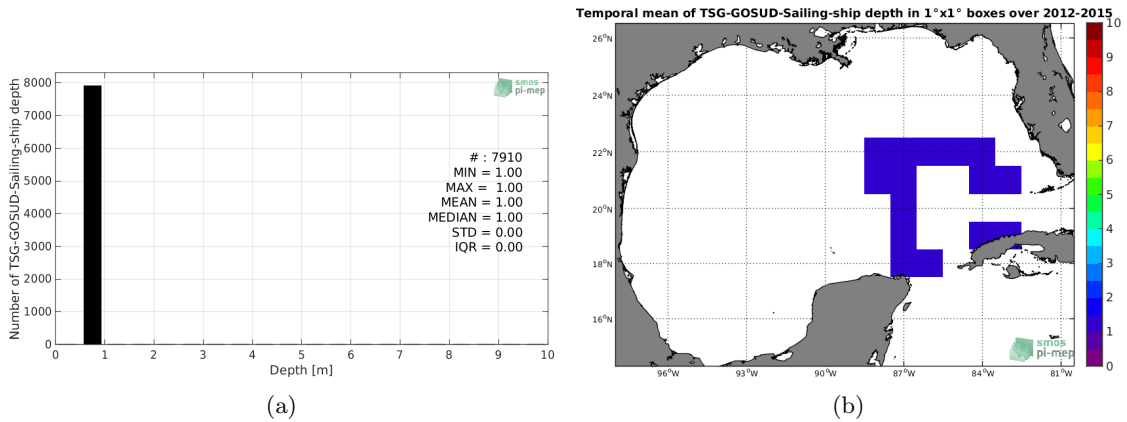 Temporal mean of TSG-GOSUD-Sailing-ship depth in 1°x1° boxes over 2012-2015
Number of TSG-GOSUD-Sailing-ship depth
8000
7000
6000
5000
4000
3000
2000
1000
0
smos
pi-mep
# : 7910
MIN = 1.00
MAX = 1.00
MEAN = 1.00
MEDIAN = 1.00
STD = 0.00
IQR = 0.00
0 1 2 3 4 5 6 7 8 9 10
Depth [m]
(a)
26°N
24°N
22°N
20°N
18°N
16°N
96°W 93°W 90°W 87°W 84°W 81°W
smos
pi-mep
10
9
8
7
6
5
4
3
2
1
0
(b)